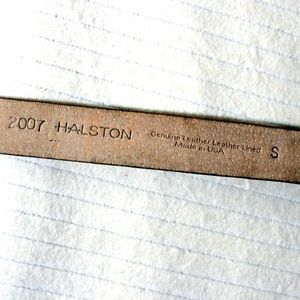 2007 HALSTON
Genuine Leather Leather Lined
Made in USA
S